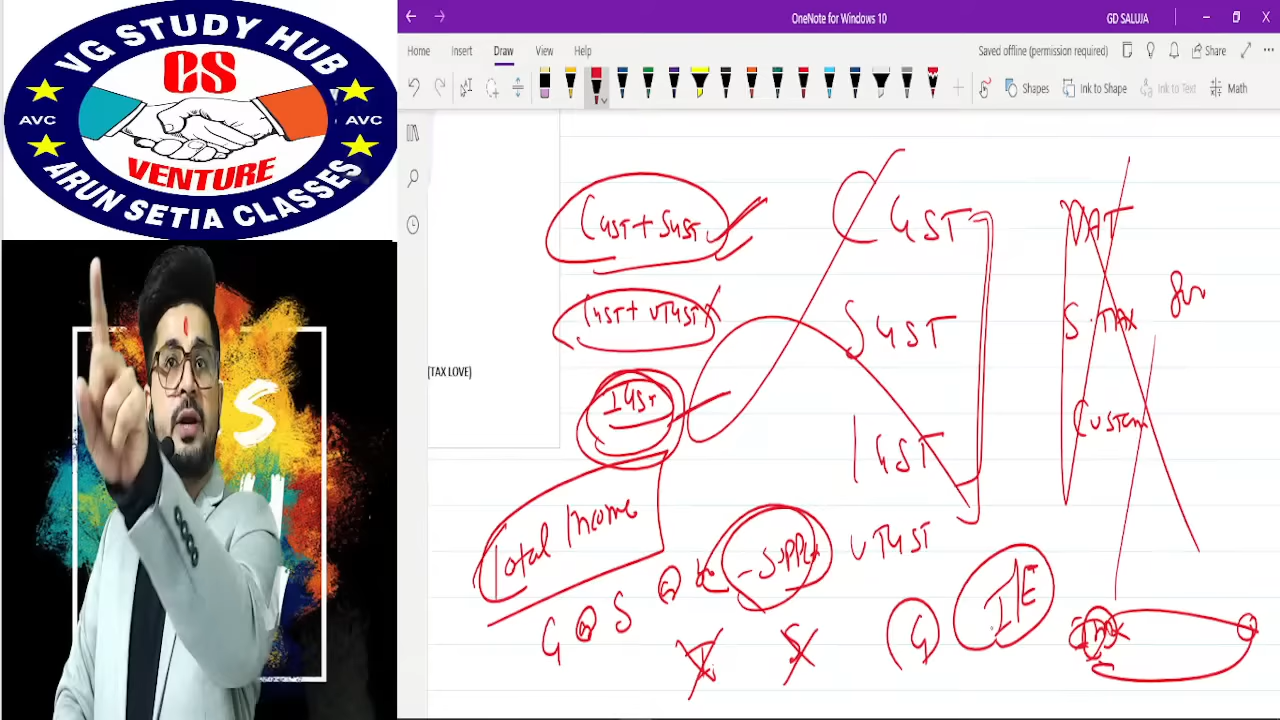 VG STUDY HUB
CS
AVC
AVC
VENTURE
ARUN SETIA CLASSES
S
OneNote for Windows 10
GD SALUJA
Home Insert Draw View Help
Saved offline (permission required)
Share
Shapes
Ink to Shapes
Ink to Text
Math
(TAX LOVE)
CGST + SGST
CGST + UTGST
IGST
Total Income
CGST
SGST
IGST
UTGST
VAT
S. TAX
Custom
Supply
G or S
G
I/E